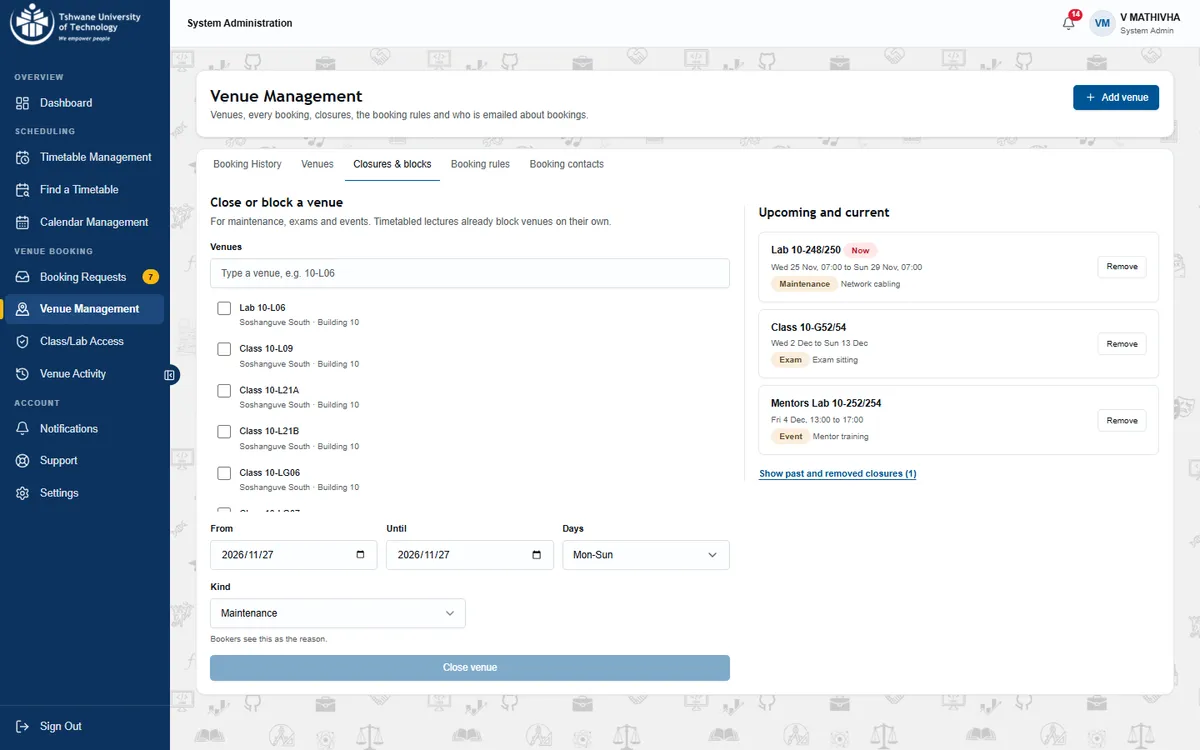 Tshwane University
of Technology
We empower people
OVERVIEW
Dashboard
SCHEDULING
Timetable Management
Find a Timetable
Calendar Management
VENUE BOOKING
Booking Requests 7
Venue Management
Class/Lab Access
Venue Activity
ACCOUNT
Notifications
Support
Settings
Sign Out
System Administration
14
VM
V MATHIVHA
System Admin
Venue Management
Venues, every booking, closures, the booking rules and who is emailed about bookings.
+ Add venue
Booking History Venues Closures & blocks Booking rules Booking contacts
Close or block a venue
For maintenance, exams and events. Timetabled lectures already block venues on their own.
Venues
Type a venue, e.g. 10-L06
Lab 10-L06
Soshanguve South · Building 10
Class 10-L09
Soshanguve South · Building 10
Class 10-L21A
Soshanguve South · Building 10
Class 10-L21B
Soshanguve South · Building 10
Class 10-LG06
Soshanguve South · Building 10
From Until Days
2026/11/27 2026/11/27 Mon-Sun
Kind
Maintenance
Bookers see this as the reason.
Close venue
Upcoming and current
Lab 10-248/250 Now
Wed 25 Nov, 07:00 to Sun 29 Nov, 07:00
Maintenance Network cabling
Remove
Class 10-G52/54
Wed 2 Dec to Sun 13 Dec
Exam Exam sitting
Remove
Mentors Lab 10-252/254
Fri 4 Dec, 13:00 to 17:00
Event Mentor training
Remove
Show past and removed closures (1)